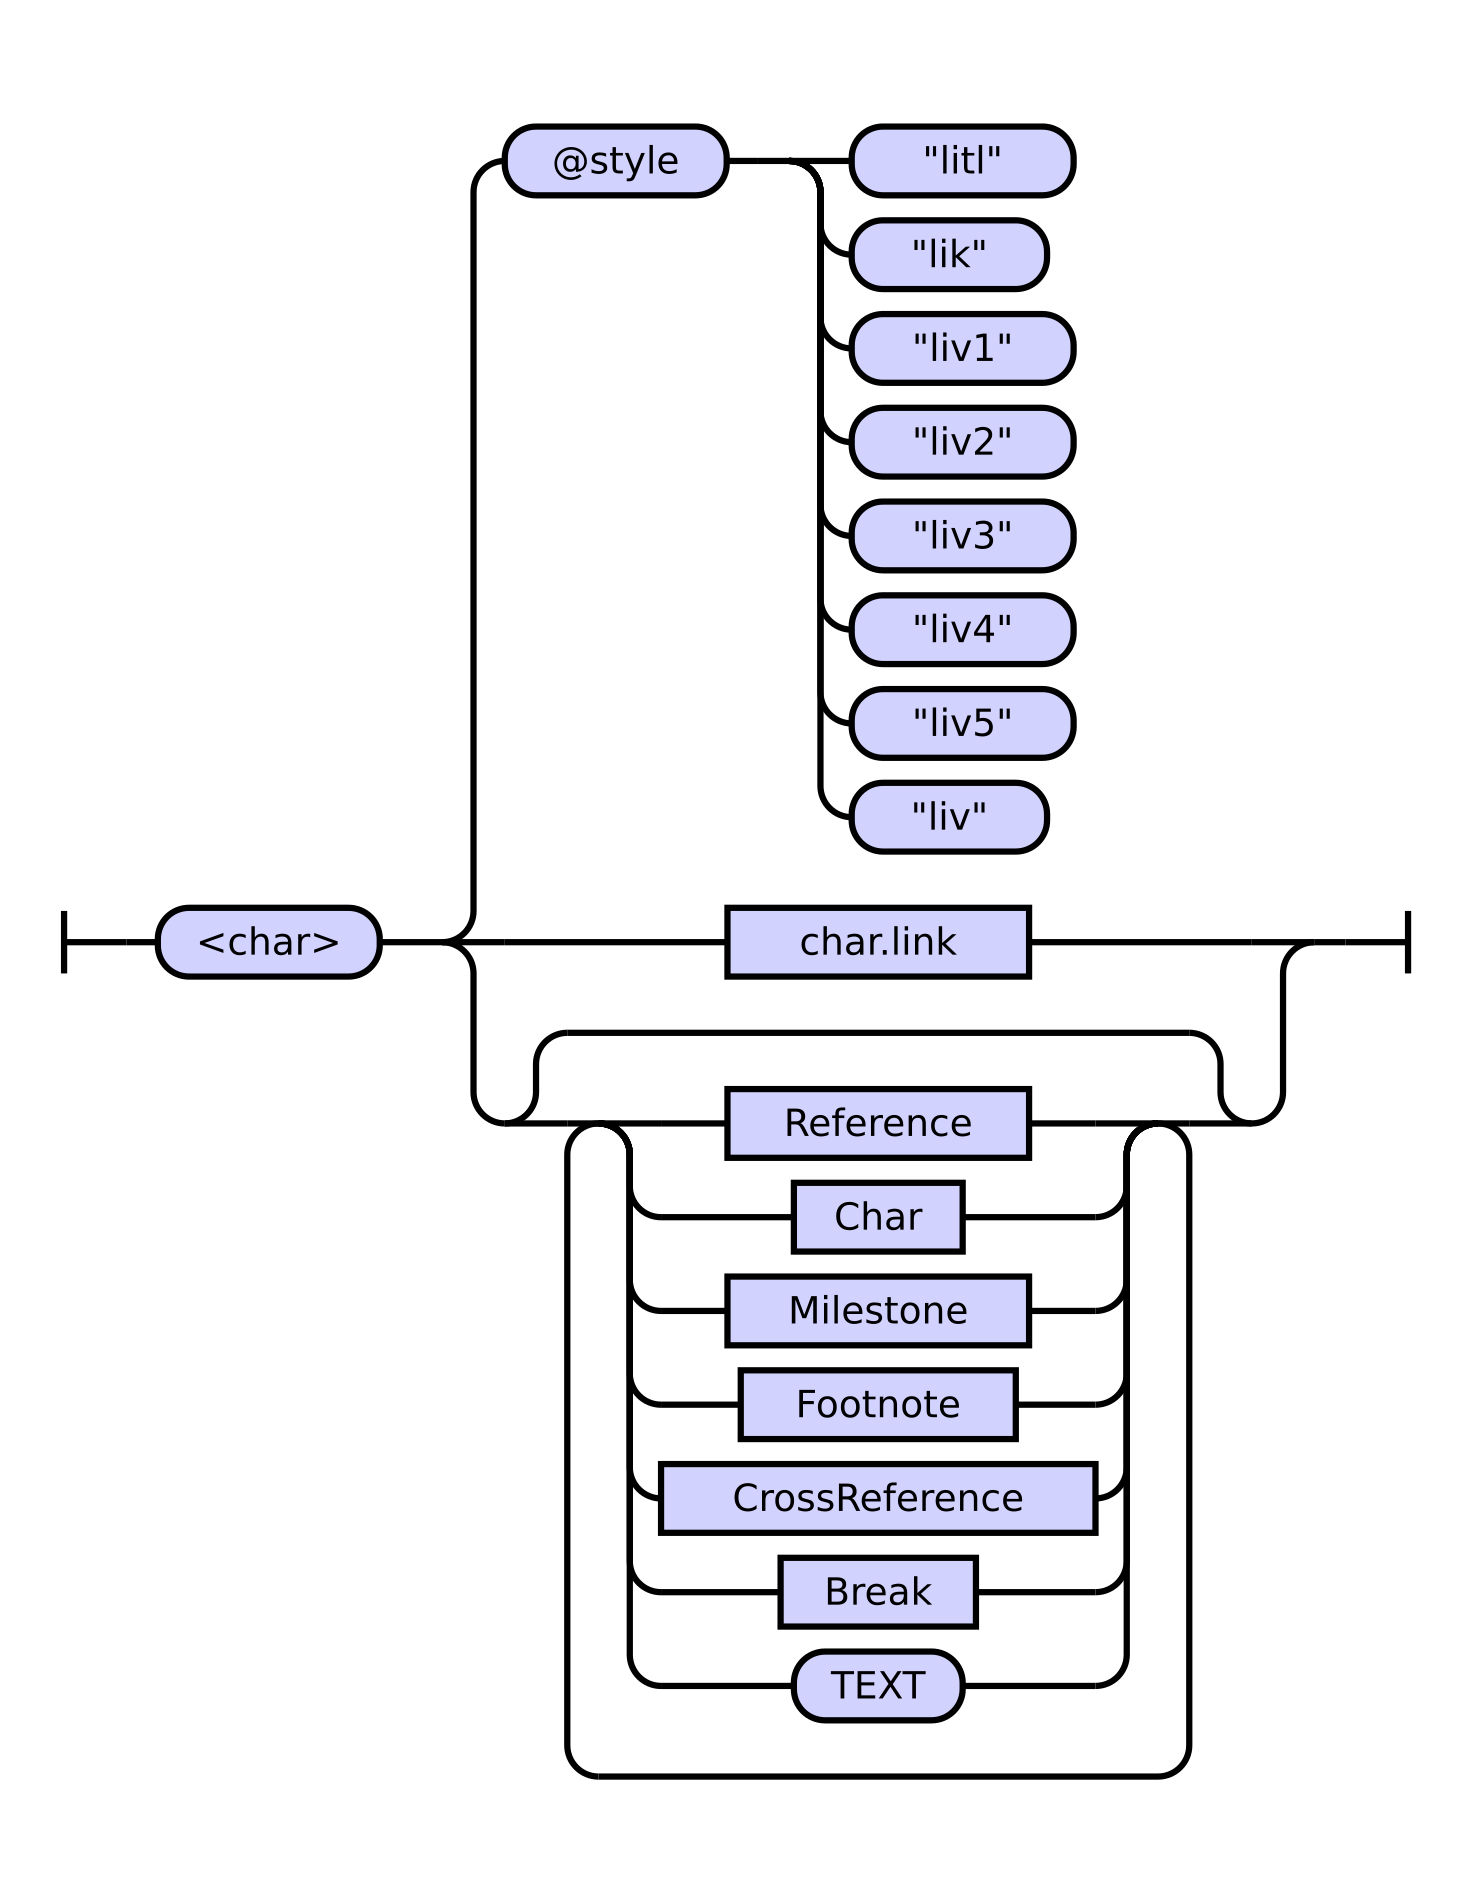 @style
"litl"
"lik"
"liv1"
"liv2"
"liv3"
"liv4"
"liv5"
"liv"
<char>
char.link
Reference
Char
Milestone
Footnote
CrossReference
Break
TEXT